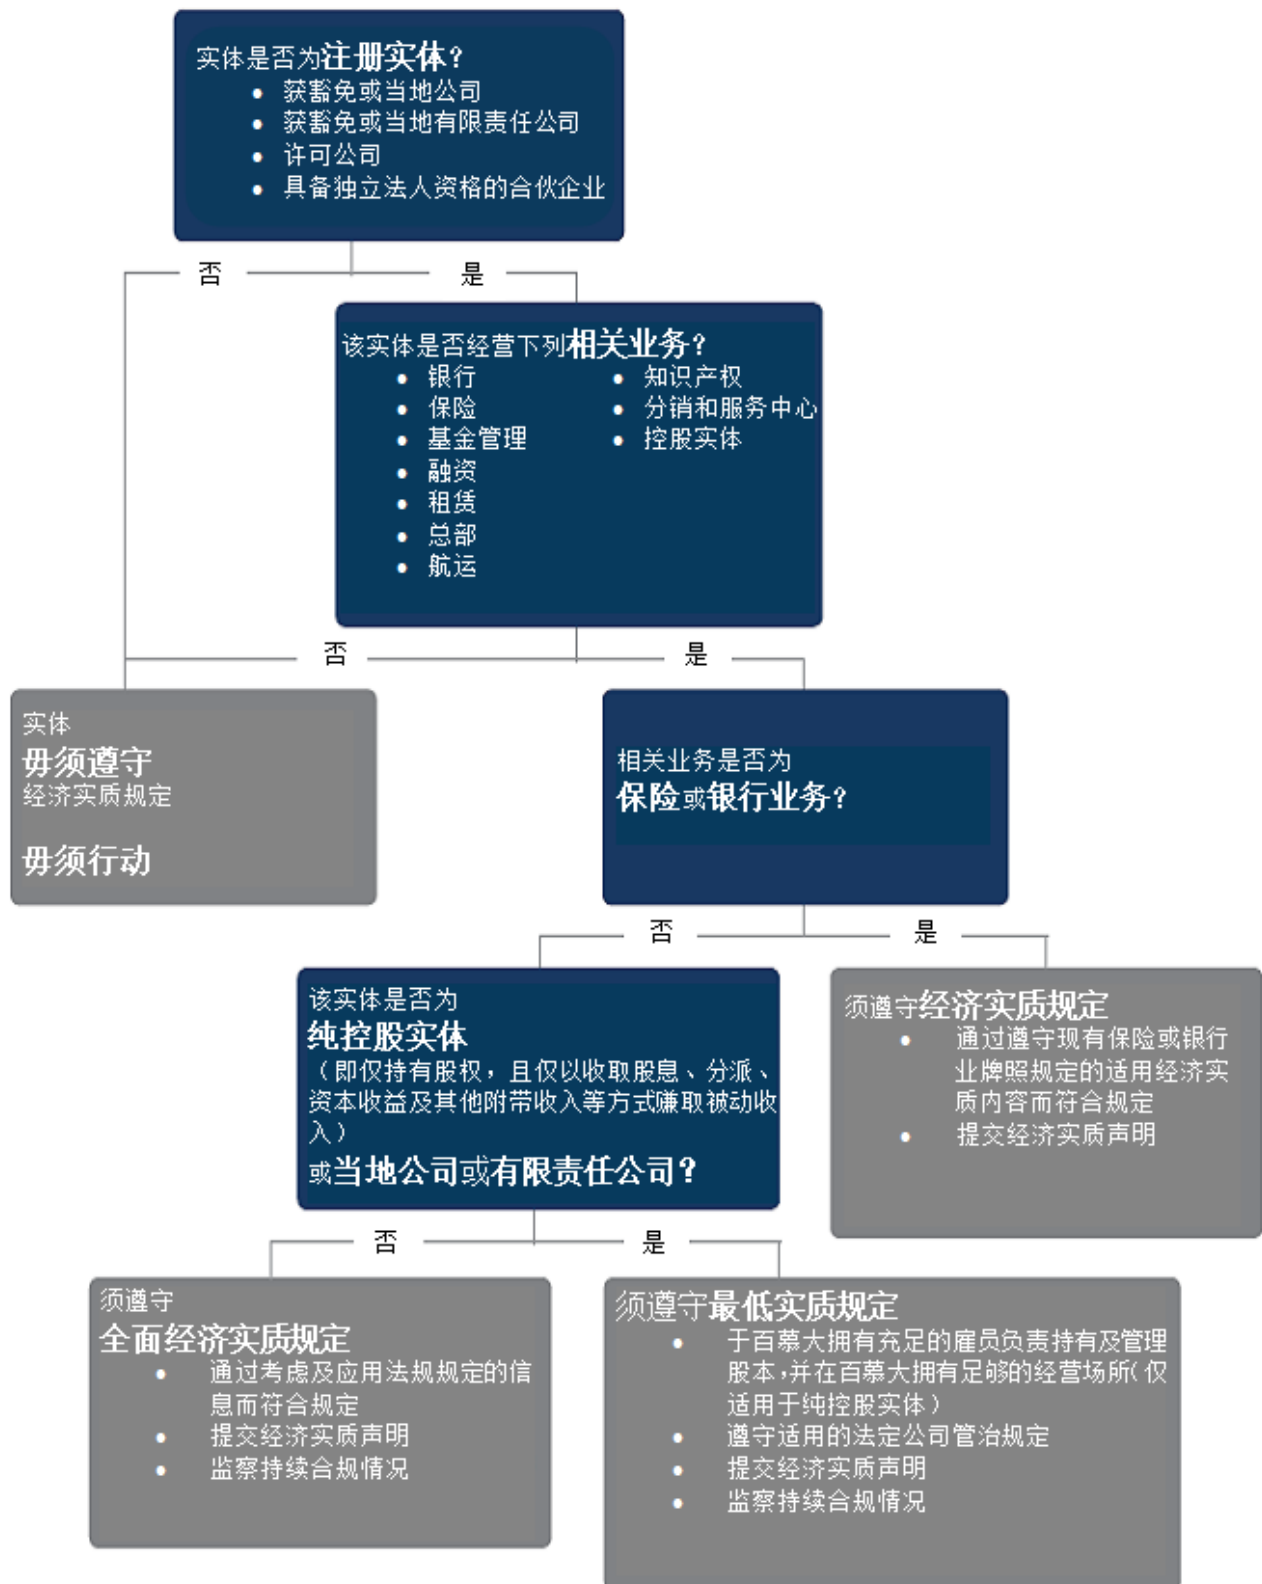 实体是否为注册实体？
• 获豁免或当地公司
• 获豁免或当地有限责任公司
• 许可公司
• 具备独立法人资格的合伙企业
否
是
该实体是否经营下列相关业务？
• 银行
• 保险
• 基金管理
• 融资
• 租赁
• 总部
• 航运
• 知识产权
• 分销和服务中心
• 控股实体
否
是
实体
毋须遵守
经济实质规定
毋须行动
相关业务是否为
保险或银行业务？
否
是
该实体是否为
纯控股实体
（即仅持有股权，且仅以收取股息、分派、
资本收益及其他附带收入等方式赚取被动收
入）
或当地公司或有限责任公司？
须遵守经济实质规定
• 通过遵守现有保险或银行
业牌照规定的适用经济实
质内容而符合规定
• 提交经济实质声明
否
是
须遵守
全面经济实质规定
• 通过考虑及应用法规规定的信
息而符合规定
• 提交经济实质声明
• 监察持续合规情况
须遵守最低实质规定
• 于百慕大拥有充足的雇员负责持有及管理
股本，并在百慕大拥有足够的经营场所（仅
适用于纯控股实体）
• 遵守适用的法定公司管治规定
• 提交经济实质声明
• 监察持续合规情况